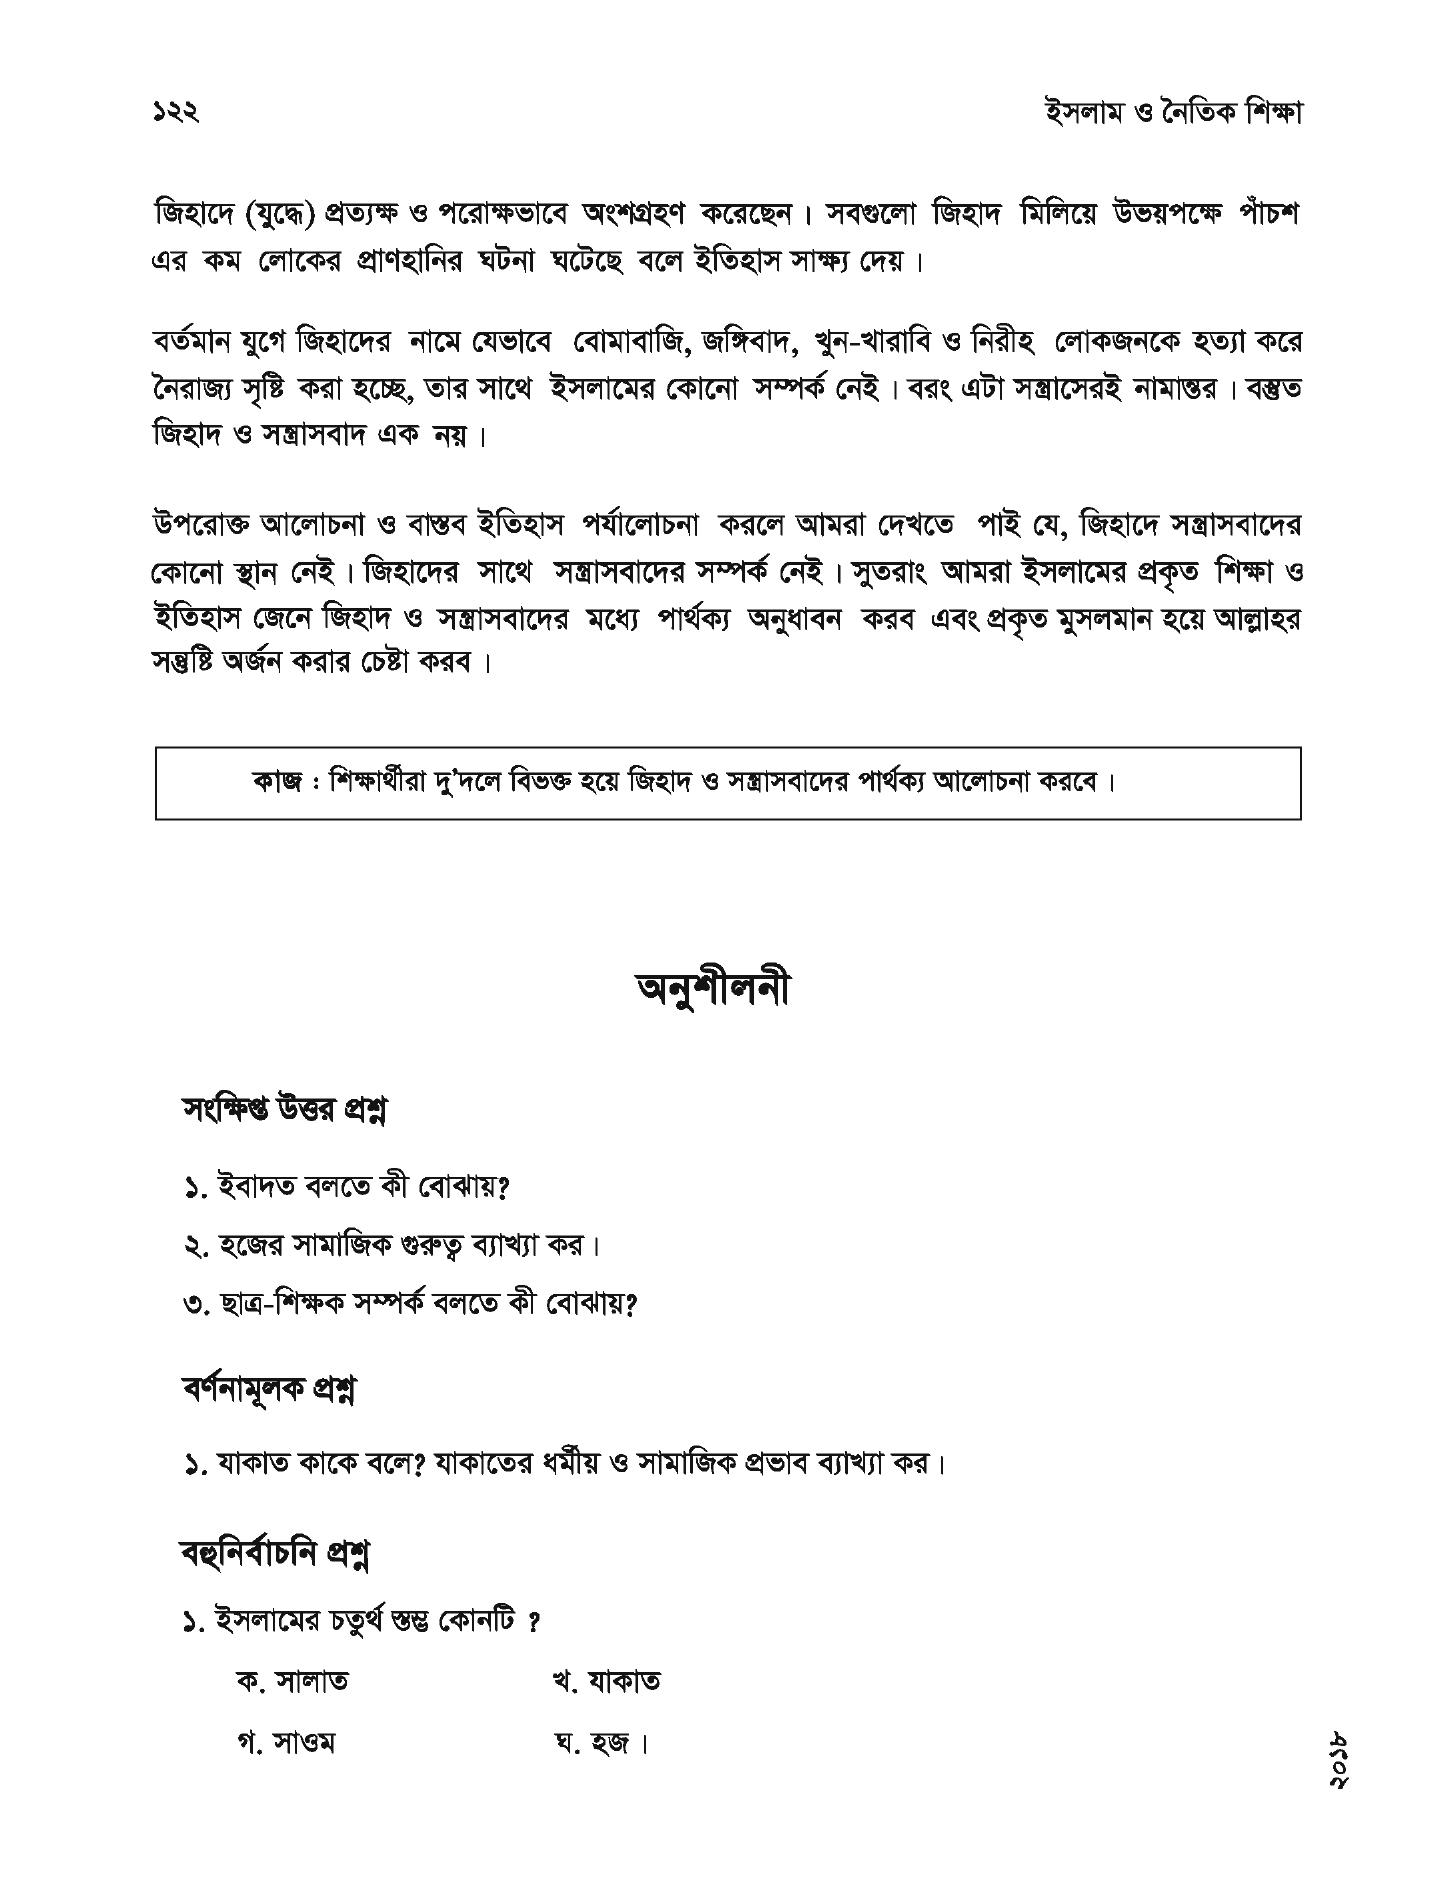 ১২২
ইসলাম ও নৈতিক শিক্ষা
জিহাদে (যুদ্ধে) প্রত্যক্ষ ও পরোক্ষভাবে অংশগ্রহণ করেছেন। সবগুলো জিহাদ মিলিয়ে উভয়পক্ষে পাঁচশ
এর কম লোকের প্রাণহানির ঘটনা ঘটেছে বলে ইতিহাস সাক্ষ্য দেয়।
বর্তমান যুগে জিহাদের নামে যেভাবে বোমাবাজি, জঙ্গিবাদ, খুন-খারাবি ও নিরীহ লোকজনকে হত্যা করে
নৈরাজ্য সৃষ্টি করা হচ্ছে, তার সাথে ইসলামের কোনো সম্পর্ক নেই। বরং এটা সন্ত্রাসেরই নামান্তর। বস্তুত
জিহাদ ও সন্ত্রাসবাদ এক নয়।
উপরোক্ত আলোচনা ও বাস্তব ইতিহাস পর্যালোচনা করলে আমরা দেখতে পাই যে, জিহাদে সন্ত্রাসবাদের
কোনো স্থান নেই। জিহাদের সাথে সন্ত্রাসবাদের সম্পর্ক নেই। সুতরাং আমরা ইসলামের প্রকৃত শিক্ষা ও
ইতিহাস জেনে জিহাদ ও সন্ত্রাসবাদের মধ্যে পার্থক্য অনুধাবন করব এবং প্রকৃত মুসলমান হয়ে আল্লাহর
সন্তুষ্টি অর্জন করার চেষ্টা করব।
কাজ : শিক্ষার্থীরা দু'দলে বিভক্ত হয়ে জিহাদ ও সন্ত্রাসবাদের পার্থক্য আলোচনা করবে।
অনুশীলনী
সংক্ষিপ্ত উত্তর প্রশ্ন
১. ইবাদত বলতে কী বোঝায়?
২. হজের সামাজিক গুরুত্ব ব্যাখ্যা কর।
৩. ছাত্র-শিক্ষক সম্পর্ক বলতে কী বোঝায়?
বর্ণনামূলক প্রশ্ন
১. যাকাত কাকে বলে? যাকাতের ধর্মীয় ও সামাজিক প্রভাব ব্যাখ্যা কর।
বহুনির্বাচনি প্রশ্ন
১. ইসলামের চতুর্থ স্তম্ভ কোনটি ?
ক. সালাত খ. যাকাত
গ. সাওম ঘ. হজ।
২০১৮